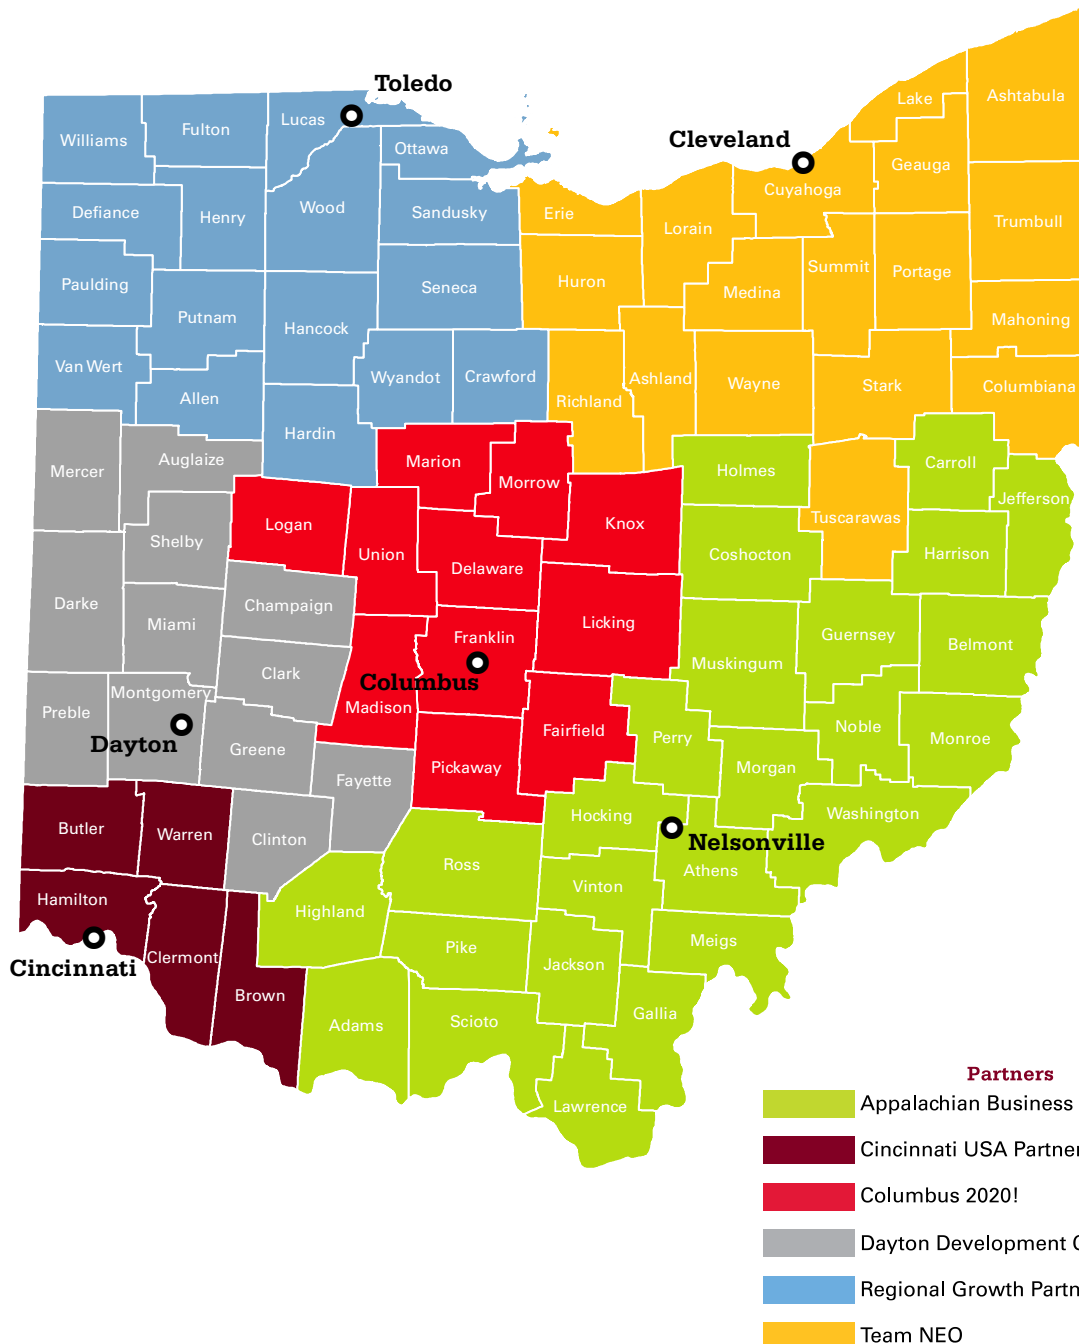 Toledo
Lake
Ashtabula
Williams
Fulton
Lucas
Ottawa
Cleveland
Geauga
Cuyahoga
Defiance
Henry
Wood
Sandusky
Erie
Lorain
Trumbull
Paulding
Seneca
Huron
Medina
Summit
Portage
Putnam
Hancock
Mahoning
Van Wert
Allen
Wyandot
Crawford
Richland
Ashland
Wayne
Stark
Columbiana
Hardin
Mercer
Auglaize
Marion
Morrow
Holmes
Carroll
Jefferson
Logan
Knox
Tuscarawas
Shelby
Union
Delaware
Coshocton
Harrison
Darke
Miami
Champaign
Licking
Franklin
Guernsey
Belmont
Clark
Columbus
Muskingum
Preble
Montgomery
Madison
Dayton
Greene
Fairfield
Perry
Noble
Monroe
Fayette
Pickaway
Morgan
Butler
Warren
Clinton
Hocking
Washington
Nelsonville
Ross
Athens
Hamilton
Highland
Vinton
Cincinnati
Clermont
Pike
Meigs
Jackson
Brown
Adams
Scioto
Gallia
Lawrence
Partners
Appalachian Business
Cincinnati USA Partner
Columbus 2020!
Dayton Development
Regional Growth Partn
Team NEO